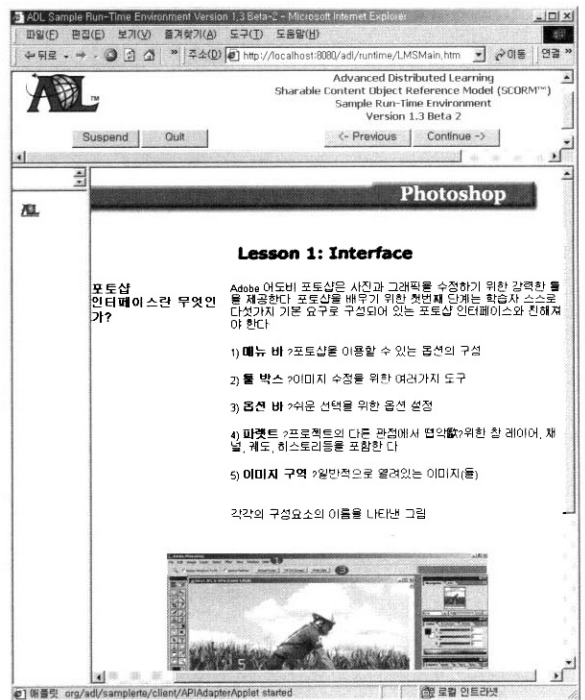 ADL Sample Run-Time Environment Version 1.3 Beta-2 - Microsoft Internet Explorer
파일(F) 편집(E) 보기(V) 즐겨찾기(A) 도구(T) 도움말(H)
뒤로 주소(D) http://localhost:8080/adl/runtime/LMSMain.htm 이동 연결 »
ADL TM
Advanced Distributed Learning
Sharable Content Object Reference Model (SCORM™)
Sample Run-Time Environment
Version 1.3 Beta 2
Suspend Quit <- Previous Continue ->
Photoshop
ADL
Lesson 1: Interface
포토샵
인터페이스란 무엇인
가?
Adobe 어도비 포토샵은 사진과 그래픽을 수정하기 위한 강력한 툴
을 제공한다 포토샵을 배우기 위한 첫번째 단계는 학습자 스스로
다섯가지 기본 요구로 구성되어 있는 포토샵 인터페이스와 친해져
야 한다
1) 메뉴 바 ?포토샵을 이용할 수 있는 옵션의 구성
2) 툴 박스 ?이미지 수정을 위한 여러가지 도구
3) 옵션 바 ?쉬운 선택을 위한 옵션 설정
4) 파렛트 ?프로젝트의 다른 관점에서 위한 창 레이어, 채
널, 궤도, 히스토리등을 포함한 다
5) 이미지 구역 ?일반적으로 열려있는 이미지(들)
각각의 구성요소의 이름을 나타낸 그림
5
애플릿 org/adl/samplerte/client/APIAdapterApplet started 로컬 인트라넷